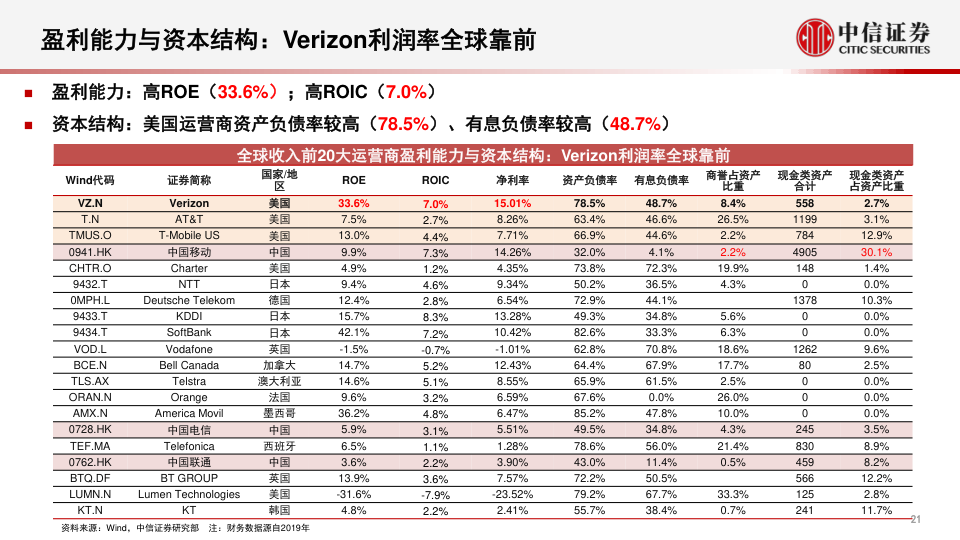 盈利能力与资本结构：Verizon利润率全球靠前
中信证券
CITIC SECURITIES
■ 盈利能力：高ROE（33.6%）；高ROIC（7.0%）
■ 资本结构：美国运营商资产负债率较高（78.5%）、有息负债率较高（48.7%）
全球收入前20大运营商盈利能力与资本结构：Verizon利润率全球靠前
Wind代码 证券简称 国家/地区 ROE ROIC 净利率 资产负债率 有息负债率 商誉占资产比重 现金类资产合计 现金类资产占资产比重
VZ.N Verizon 美国 33.6% 7.0% 15.01% 78.5% 48.7% 8.4% 558 2.7%
T.N AT&T 美国 7.5% 2.7% 8.26% 63.4% 46.6% 26.5% 1199 3.1%
TMUS.O T-Mobile US 美国 13.0% 4.4% 7.71% 66.9% 44.6% 2.2% 784 12.9%
0941.HK 中国移动 中国 9.9% 7.3% 14.26% 32.0% 4.1% 2.2% 4905 30.1%
CHTR.O Charter 美国 4.9% 1.2% 4.35% 73.8% 72.3% 19.9% 148 1.4%
9432.T NTT 日本 9.4% 4.6% 9.34% 50.2% 36.5% 4.3% 0 0.0%
0MPH.L Deutsche Telekom 德国 12.4% 2.8% 6.54% 72.9% 44.1% 1378 10.3%
9433.T KDDI 日本 15.7% 8.3% 13.28% 49.3% 34.8% 5.6% 0 0.0%
9434.T SoftBank 日本 42.1% 7.2% 10.42% 82.6% 33.3% 6.3% 0 0.0%
VOD.L Vodafone 英国 -1.5% -0.7% -1.01% 62.8% 70.8% 18.6% 1262 9.6%
BCE.N Bell Canada 加拿大 14.7% 5.2% 12.43% 64.4% 67.9% 17.7% 80 2.5%
TLS.AX Telstra 澳大利亚 14.6% 5.1% 8.55% 65.9% 61.5% 2.5% 0 0.0%
ORAN.N Orange 法国 9.6% 3.2% 6.59% 67.6% 0.0% 26.0% 0 0.0%
AMX.N America Movil 墨西哥 36.2% 4.8% 6.47% 85.2% 47.8% 10.0% 0 0.0%
0728.HK 中国电信 中国 5.9% 3.1% 5.51% 49.5% 34.8% 4.3% 245 3.5%
TEF.MA Telefonica 西班牙 6.5% 1.1% 1.28% 78.6% 56.0% 21.4% 830 8.9%
0762.HK 中国联通 中国 3.6% 2.2% 3.90% 43.0% 11.4% 0.5% 459 8.2%
BTQ.DF BT GROUP 英国 13.9% 3.6% 7.57% 72.2% 50.5% 566 12.2%
LUMN.N Lumen Technologies 美国 -31.6% -7.9% -23.52% 79.2% 67.7% 33.3% 125 2.8%
KT.N KT 韩国 4.8% 2.2% 2.41% 55.7% 38.4% 0.7% 241 11.7%
资料来源：Wind，中信证券研究部 注：财务数据源自2019年
21